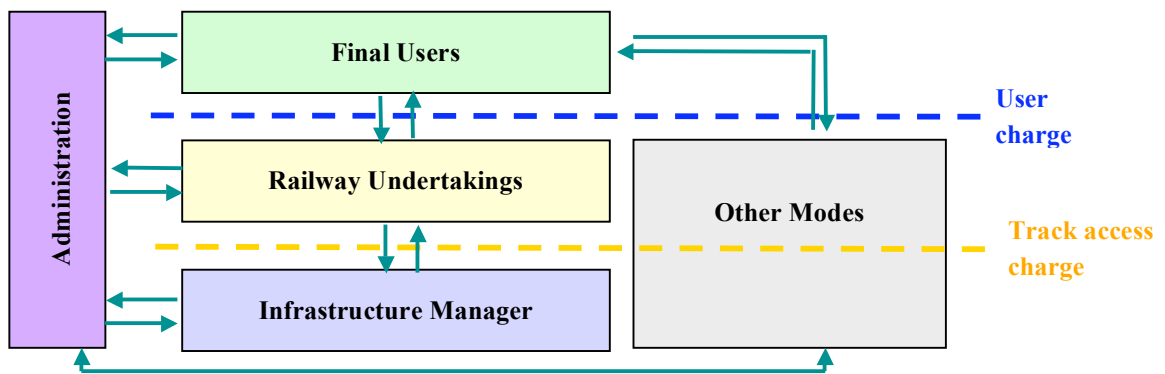 Administration
Final Users
User
charge
Railway Undertakings
Other Modes
Track access
charge
Infrastructure Manager